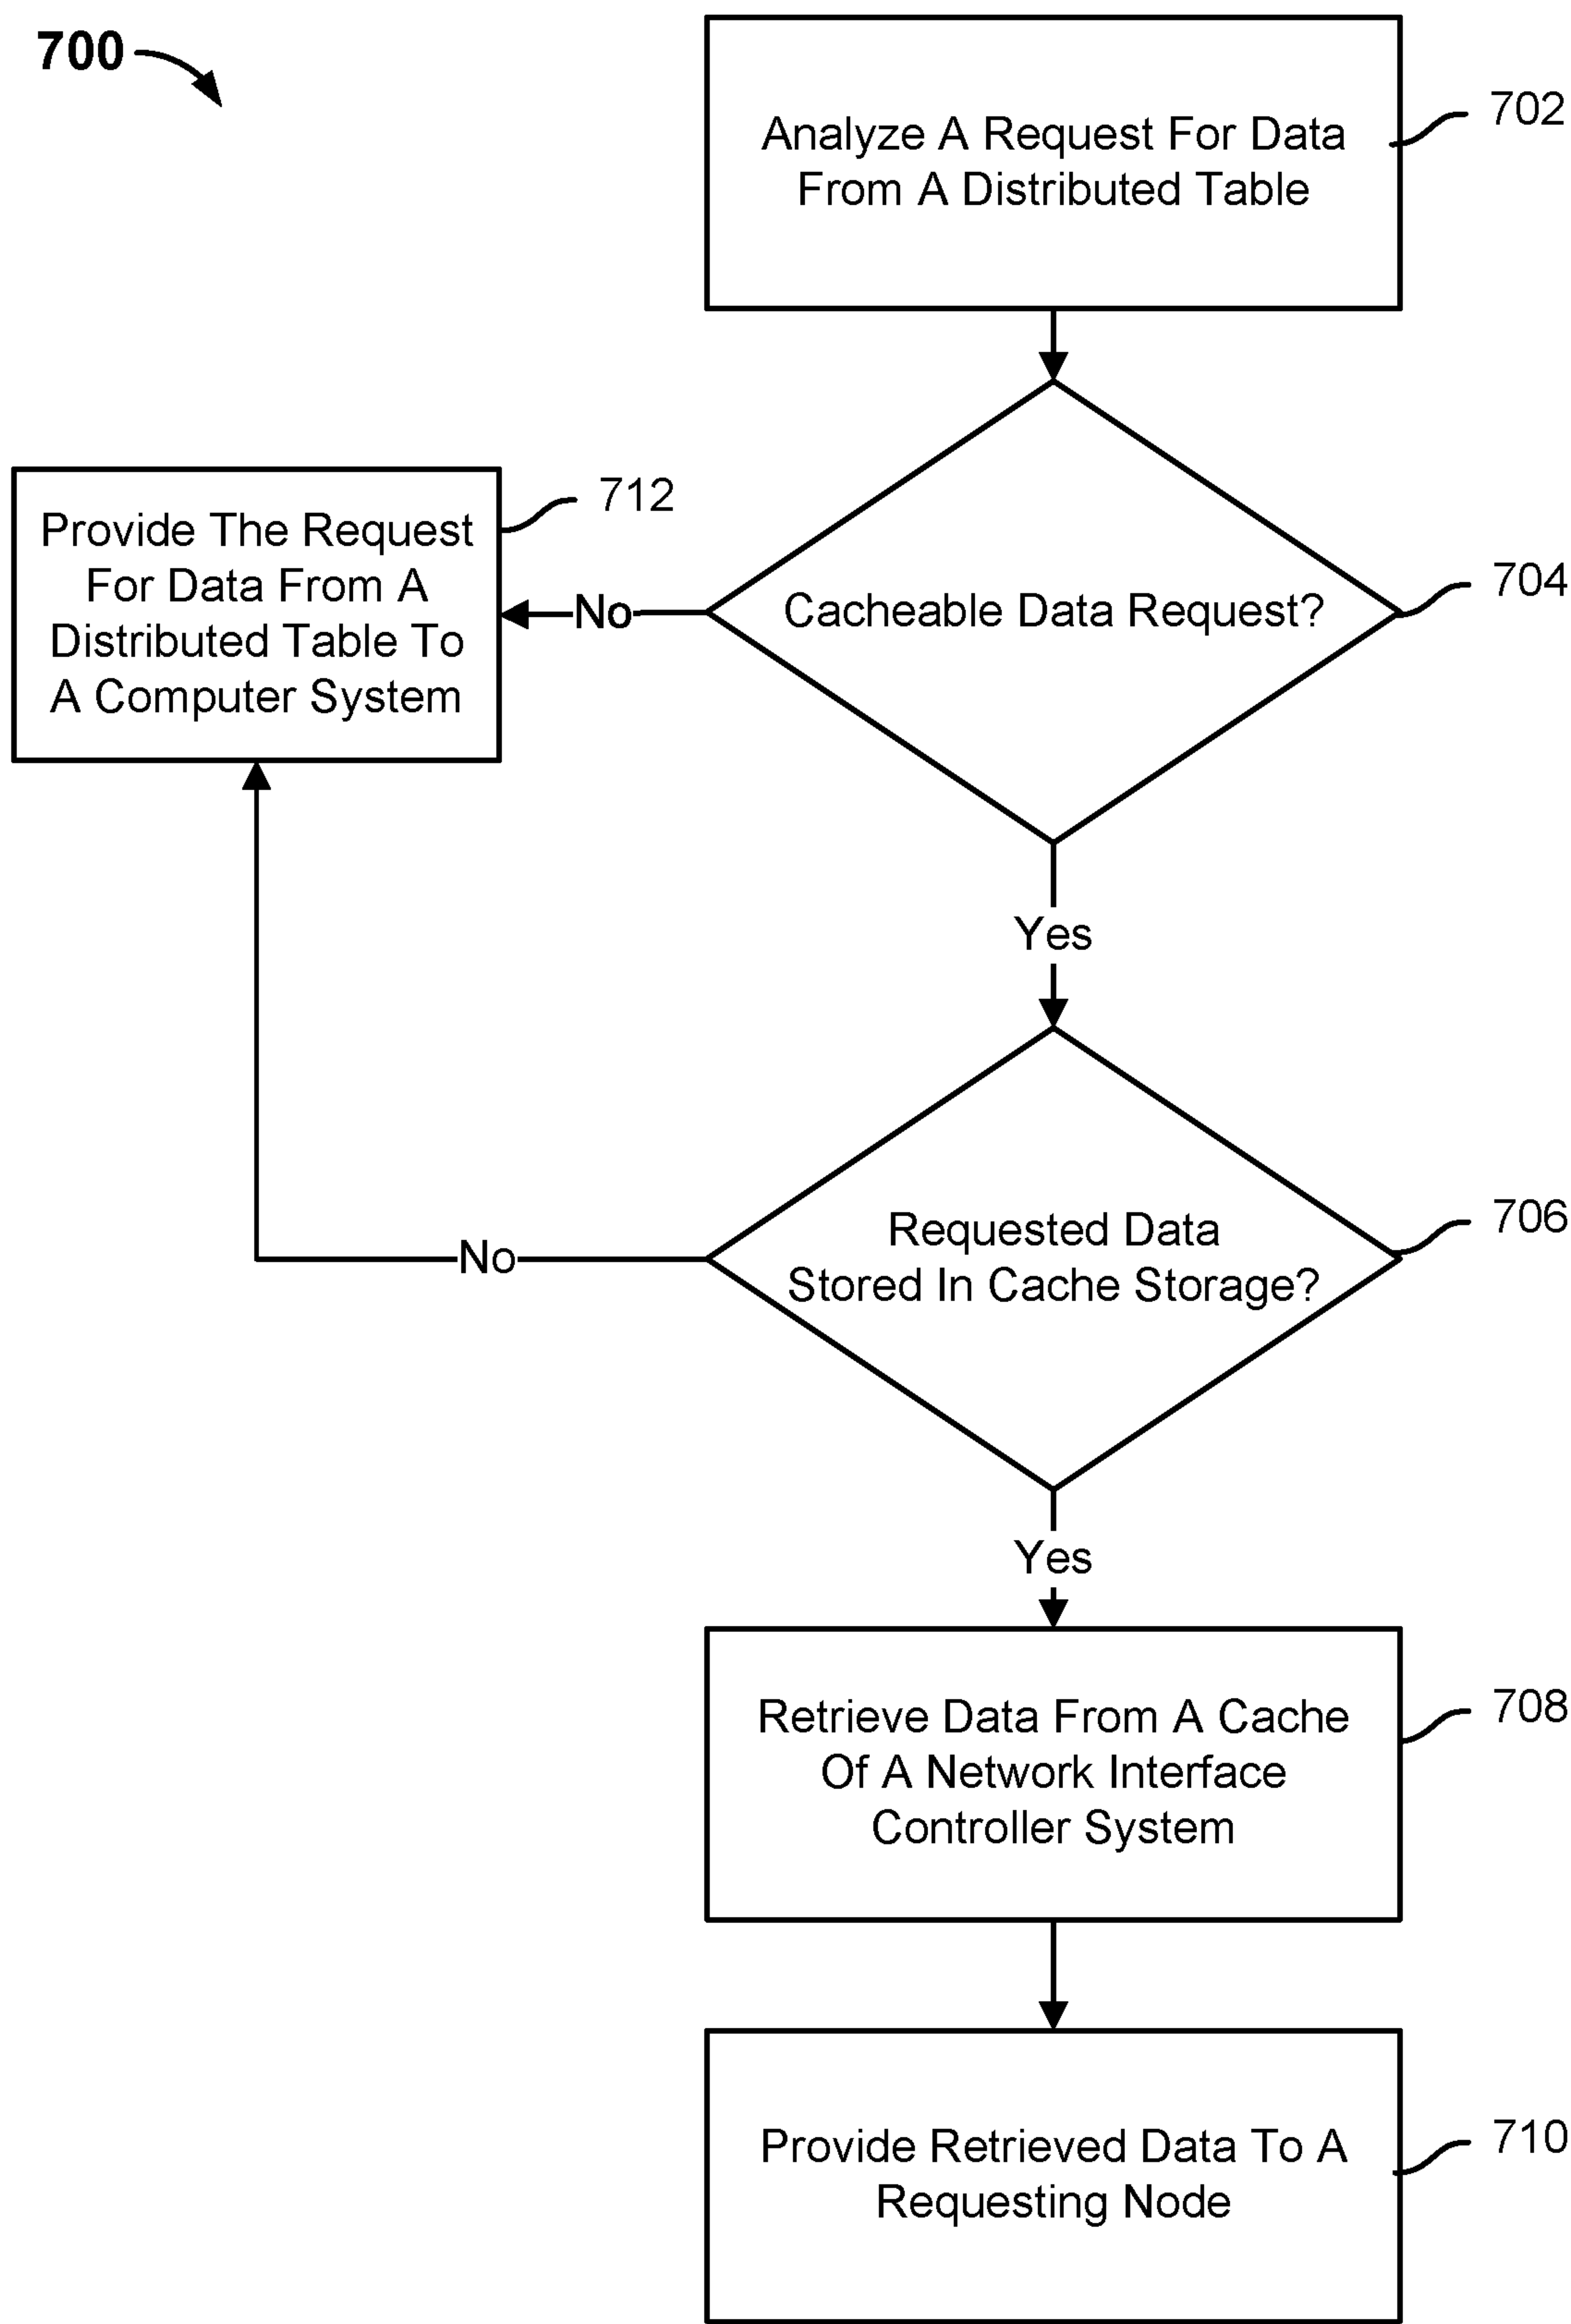 700
Analyze A Request For Data
From A Distributed Table
702
Provide The Request
For Data From A
Distributed Table To
A Computer System
712
No
Cacheable Data Request?
704
Yes
Requested Data
Stored In Cache Storage?
706
No
Yes
Retrieve Data From A Cache
Of A Network Interface
Controller System
708
Provide Retrieved Data To A
Requesting Node
710